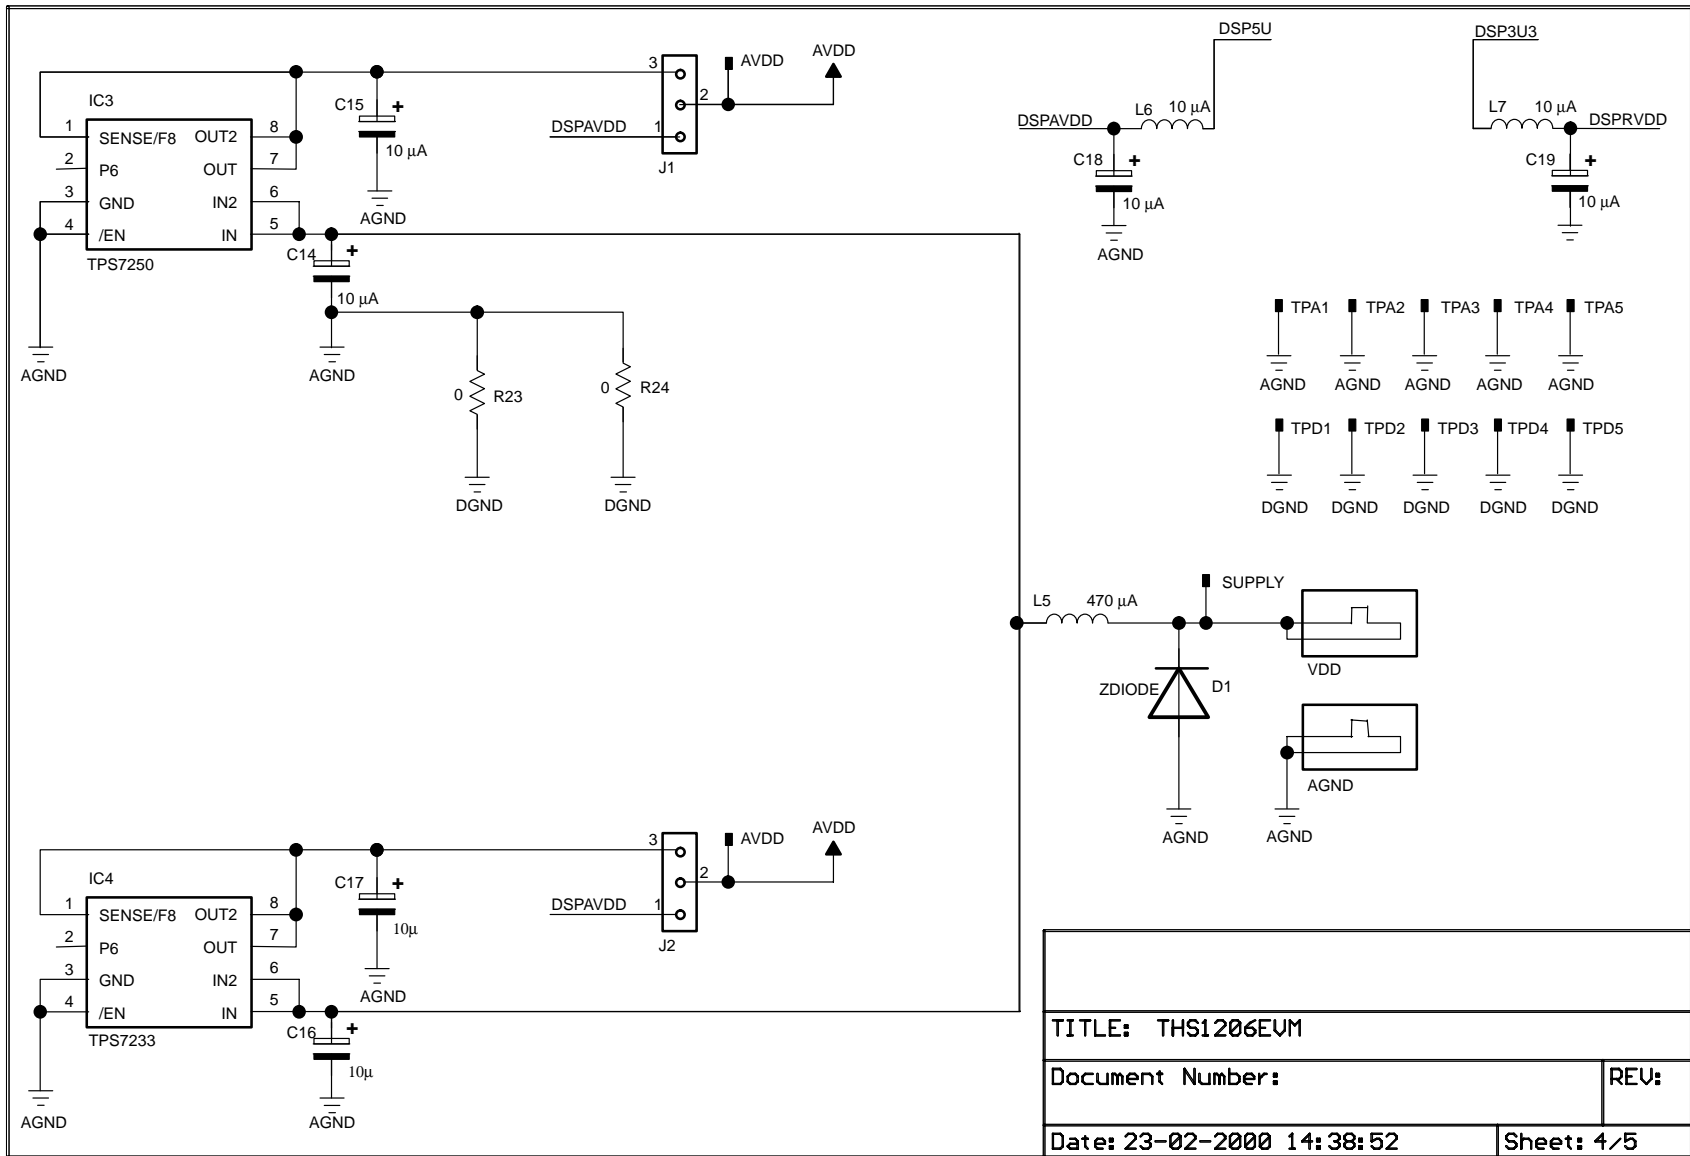 IC3
1 SENSE/F8 OUT2 8
2 P6 OUT 7
3 GND IN2 6
4 /EN IN 5
TPS7250
C15 +
10 µA
AGND
C14 +
10 µA
AGND
AGND
DSPAVDD
3
2
1
J1
AVDD
AVDD
0 R23
DGND
0 R24
DGND
DSP5U
DSPAVDD
L6 10 µA
C18 +
10 µA
AGND
DSP3U3
L7 10 µA
DSPRVDD
C19 +
10 µA
TPA1 TPA2 TPA3 TPA4 TPA5
AGND AGND AGND AGND AGND
TPD1 TPD2 TPD3 TPD4 TPD5
DGND DGND DGND DGND DGND
L5 470 µA
SUPPLY
VDD
ZDIODE D1
AGND
AGND
AGND
IC4
1 SENSE/F8 OUT2 8
2 P6 OUT 7
3 GND IN2 6
4 /EN IN 5
TPS7233
C17 +
10µ
AGND
C16 +
10µ
AGND
AGND
DSPAVDD
3
2
1
J2
AVDD
AVDD
TITLE: THS1206EVM
Document Number:
REV:
Date: 23-02-2000 14:38:52
Sheet: 4/5